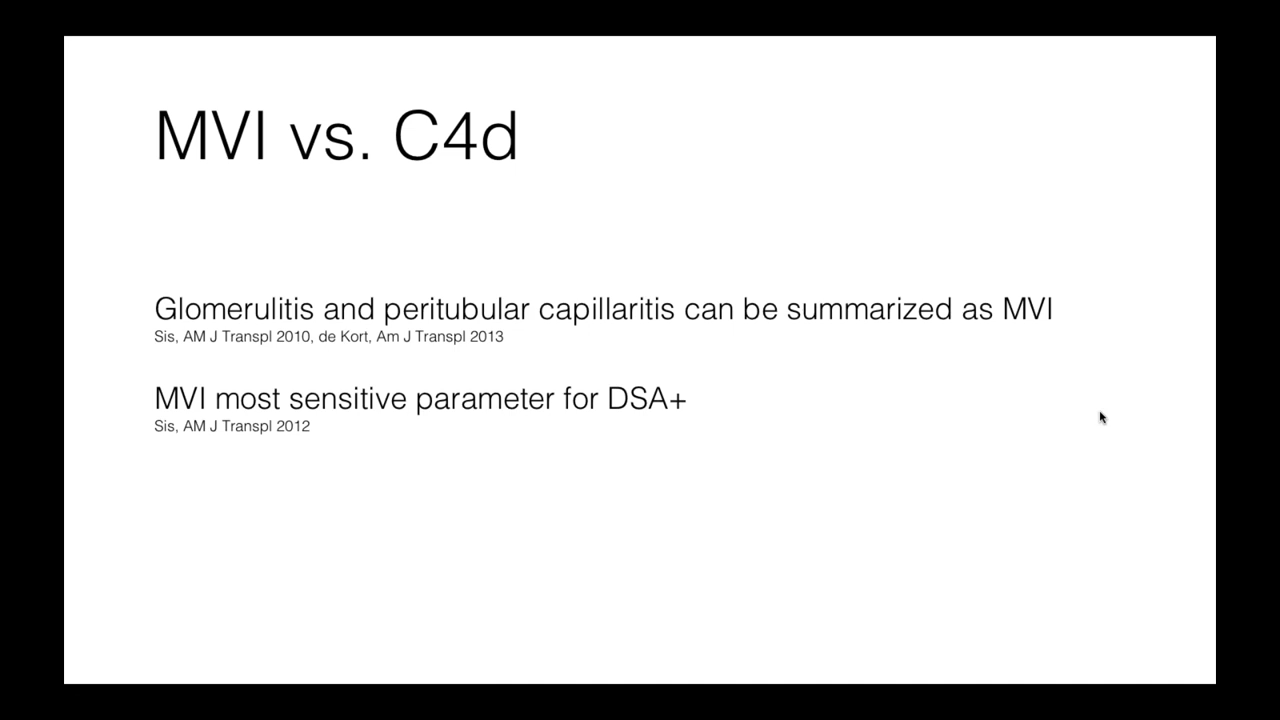 MVI vs. C4d
Glomerulitis and peritubular capillaritis can be summarized as MVI
Sis, AM J Transpl 2010, de Kort, Am J Transpl 2013
MVI most sensitive parameter for DSA+
Sis, AM J Transpl 2012